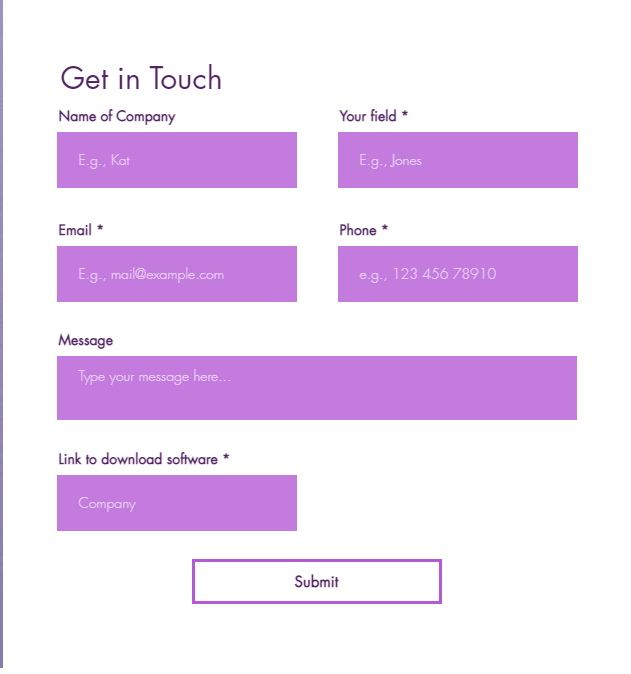 Get in Touch
Name of Company
Your field *
E.g., Kat
E.g., Jones
Email *
Phone *
E.g., mail@example.com
e.g., 123 456 78910
Message
Type your message here...
Link to download software *
Company
Submit